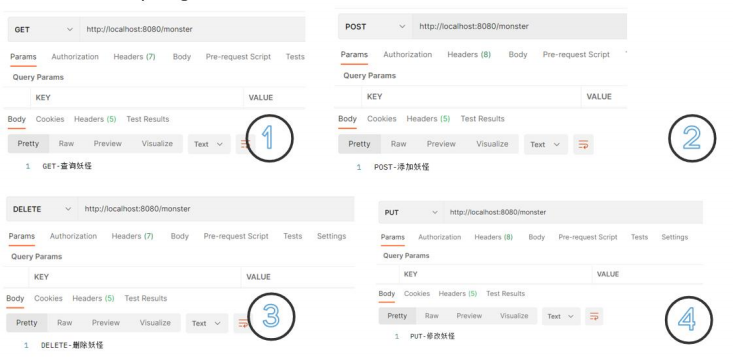 GET http://localhost:8080/monster
Params Authorization Headers (7) Body Pre-request Script Tests
Query Params
KEY VALUE
Body Cookies Headers (5) Test Results
Pretty Raw Preview Visualize Text
1 GET-查询妖怪
1
POST http://localhost:8080/monster
Params Authorization Headers (8) Body Pre-request Script
Query Params
KEY VALUE
Body Cookies Headers (5) Test Results
Pretty Raw Preview Visualize Text
1 POST-添加妖怪
2
DELETE http://localhost:8080/monster
Params Authorization Headers (7) Body Pre-request Script Tests Settings
Query Params
KEY VALUE
Body Cookies Headers (5) Test Results
Pretty Raw Preview Visualize Text
1 DELETE-删除妖怪
3
PUT http://localhost:8080/monster
Params Authorization Headers (8) Body Pre-request Script Tests Settings
Query Params
KEY VALUE
Body Cookies Headers (5) Test Results
Pretty Raw Preview Visualize Text
1 PUT-修改妖怪
4